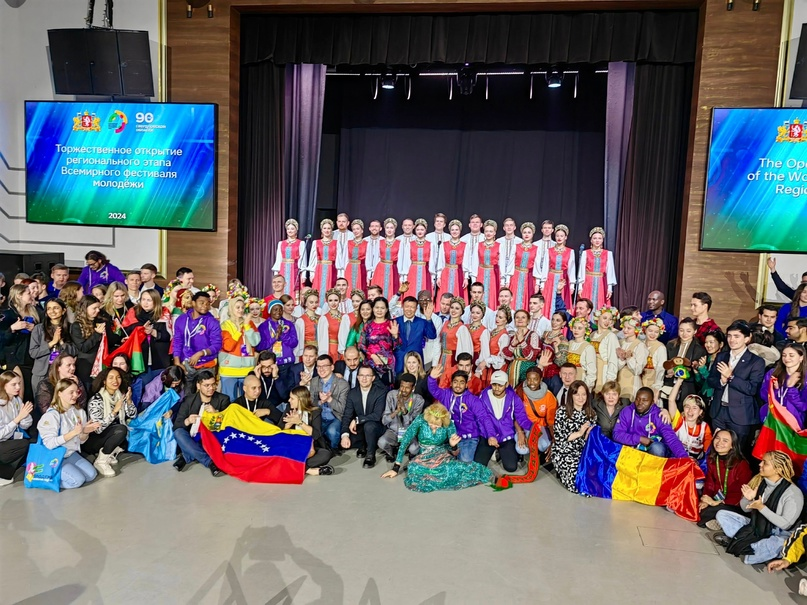 90
Торжественное открытие
регионального этапа
Всемирного фестиваля
молодёжи
2024
The Ope
of the Wo
Regio